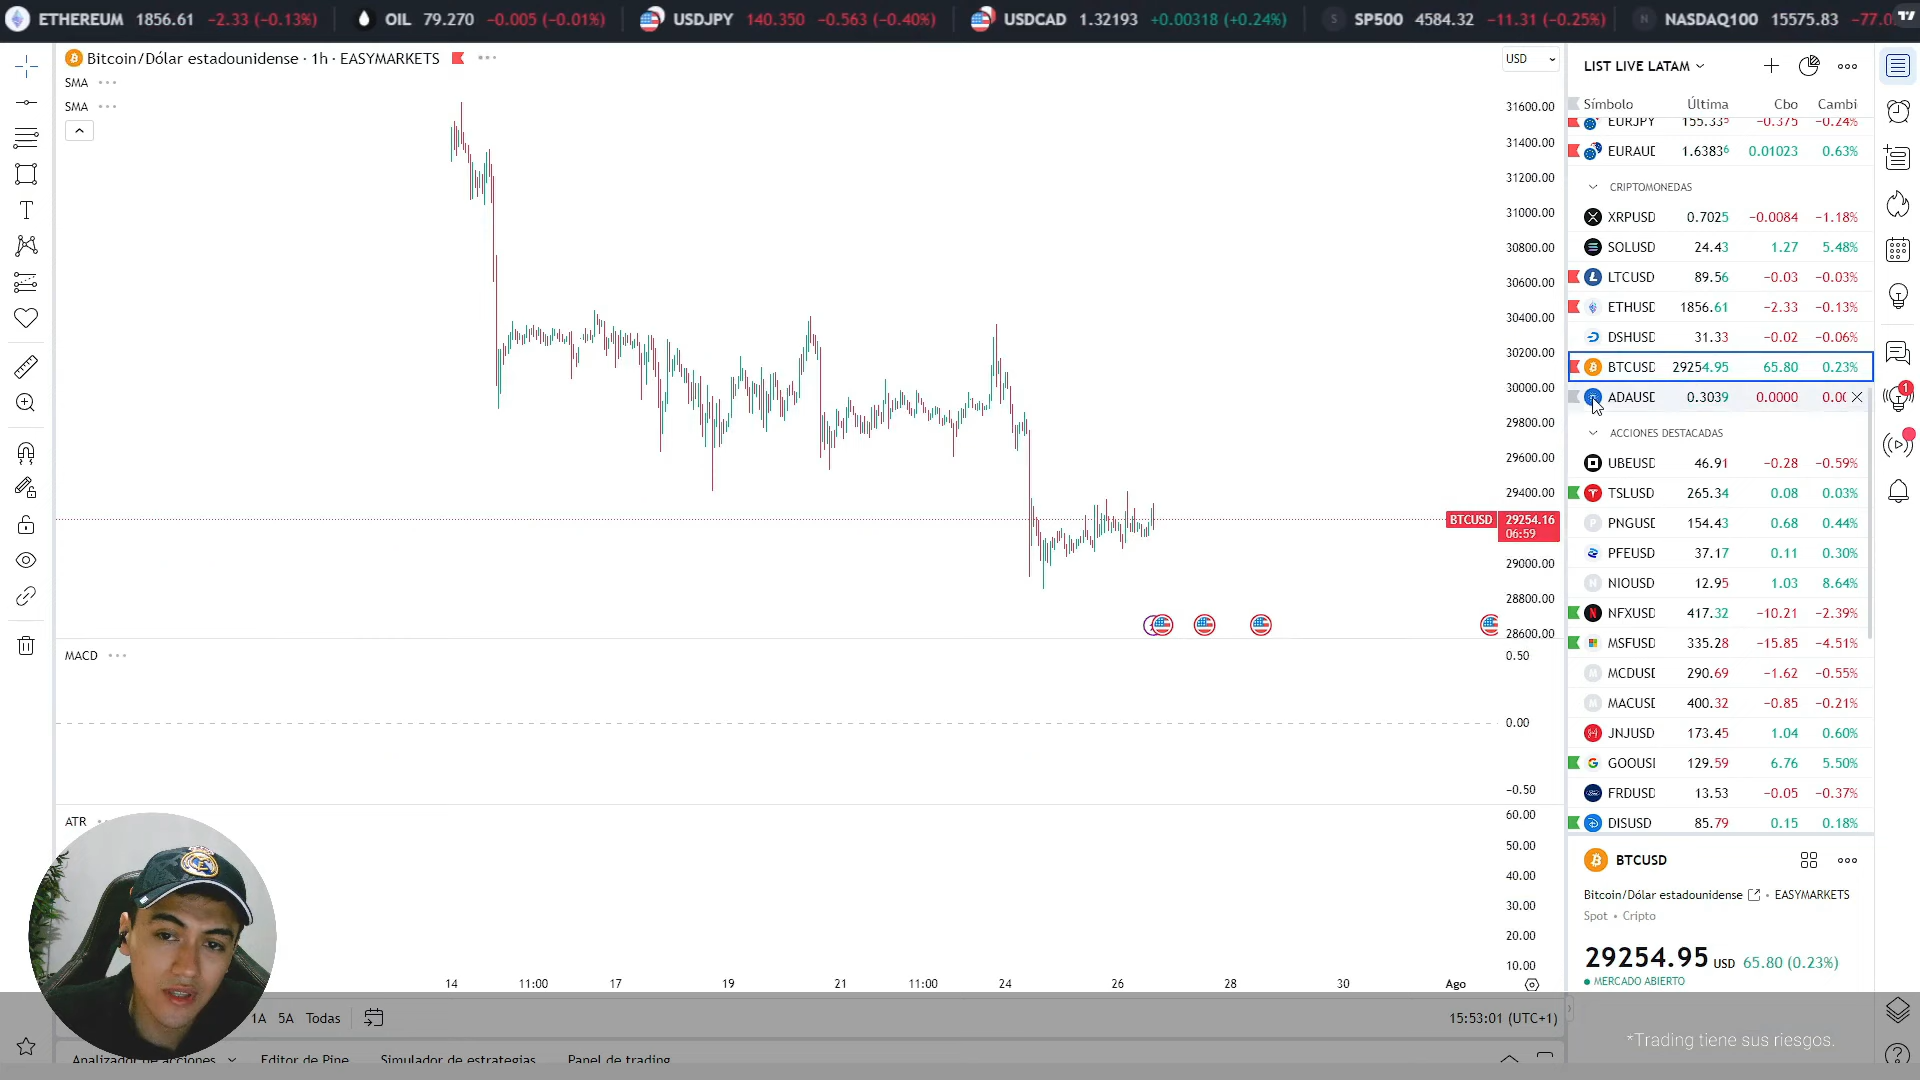 ETHEREUM 1856.61 −2.33 (−0.13%) OIL 79.270 −0.005 (−0.01%) USDJPY 140.350 −0.563 (−0.40%) USDCAD 1.32193 +0.00318 (+0.24%) SP500 4584.32 −11.31 (−0.25%) NASDAQ100 15575.83
Bitcoin/Dólar estadounidense · 1h · EASYMARKETS
USD
SMA
SMA
31600.00
31400.00
31200.00
31000.00
30800.00
30600.00
30400.00
30200.00
30000.00
29800.00
29600.00
29400.00
BTCUSD 29254.16
06:59
29000.00
28800.00
28600.00
MACD
0.50
0.00
−0.50
ATR
60.00
50.00
40.00
30.00
20.00
10.00
14 11:00 17 19 21 11:00 24 26 28 30 Ago
1A 5A Todas
15:53:01 (UTC+1)
Analizador de acciones Editor de Pine Simulador de estrategias Panel de trading
LIST LIVE LATAM
Símbolo Última Cbo Cambi
EURJPY 155.335 −0.375 −0.24%
EURAUD 1.63836 0.01023 0.63%
CRIPTOMONEDAS
XRPUSD 0.7025 −0.0084 −1.18%
SOLUSD 24.43 1.27 5.48%
LTCUSD 89.56 −0.03 −0.03%
ETHUSD 1856.61 −2.33 −0.13%
DSHUSD 31.33 −0.02 −0.06%
BTCUSD 29254.95 65.80 0.23%
ADAUSD 0.3039 0.0000 0.00
ACCIONES DESTACADAS
UBEUSD 46.91 −0.28 −0.59%
TSLUSD 265.34 0.08 0.03%
PNGUSD 154.43 0.68 0.44%
PFEUSD 37.17 0.11 0.30%
NIOUSD 12.95 1.03 8.64%
NFXUSD 417.32 −10.21 −2.39%
MSFUSD 335.28 −15.85 −4.51%
MCDUSD 290.69 −1.62 −0.55%
MACUSD 400.32 −0.85 −0.21%
JNJUSD 173.45 1.04 0.60%
GOOUSD 129.59 6.76 5.50%
FRDUSD 13.53 −0.05 −0.37%
DISUSD 85.79 0.15 0.18%
BTCUSD
Bitcoin/Dólar estadounidense • EASYMARKETS
Spot • Cripto
29254.95 USD 65.80 (0.23%)
MERCADO ABIERTO
*Trading tiene sus riesgos.
1